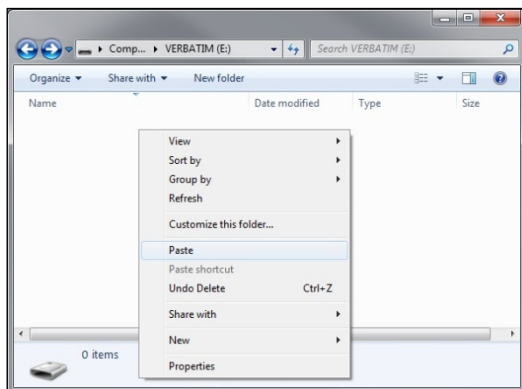 Comp... VERBATIM (E:) Search VERBATIM (E:)
Organize Share with New folder
Name Date modified Type Size
View
Sort by
Group by
Refresh
Customize this folder...
Paste
Paste shortcut
Undo Delete Ctrl+Z
Share with
New
Properties
0 items